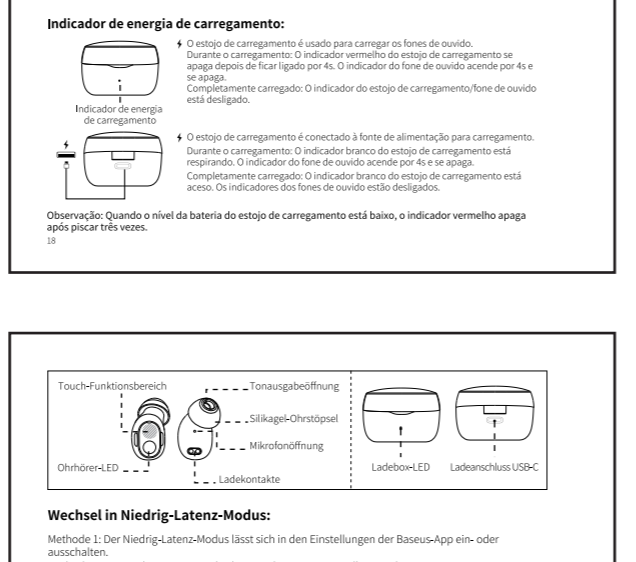 Indicador de energia de carregamento:
O estojo de carregamento é usado para carregar os fones de ouvido.
Durante o carregamento: O indicador vermelho do estojo de carregamento se
apaga depois de ficar ligado por 4s. O indicador do fone de ouvido acende por 4s e
se apaga.
Completamente carregado: O indicador do estojo de carregamento/fone de ouvido
está desligado.
Indicador de energia
de carregamento
O estojo de carregamento é conectado à fonte de alimentação para carregamento.
Durante o carregamento: O indicador branco do estojo de carregamento está
respirando. O indicador do fone de ouvido acende por 4s e se apaga.
Completamente carregado: O indicador branco do estojo de carregamento está
aceso. Os indicadores dos fones de ouvido estão desligados.
Observação: Quando o nível da bateria do estojo de carregamento está baixo, o indicador vermelho apaga
após piscar três vezes.
18
Touch-Funktionsbereich
Tonausgabeöffnung
Silikagel-Ohrstöpsel
Mikrofonöffnung
Ohrhörer-LED
Ladekontakte
Ladebox-LED
Ladeanschluss USB-C
Wechsel in Niedrig-Latenz-Modus:
Methode 1: Der Niedrig-Latenz-Modus lässt sich in den Einstellungen der Baseus-App ein- oder
ausschalten.